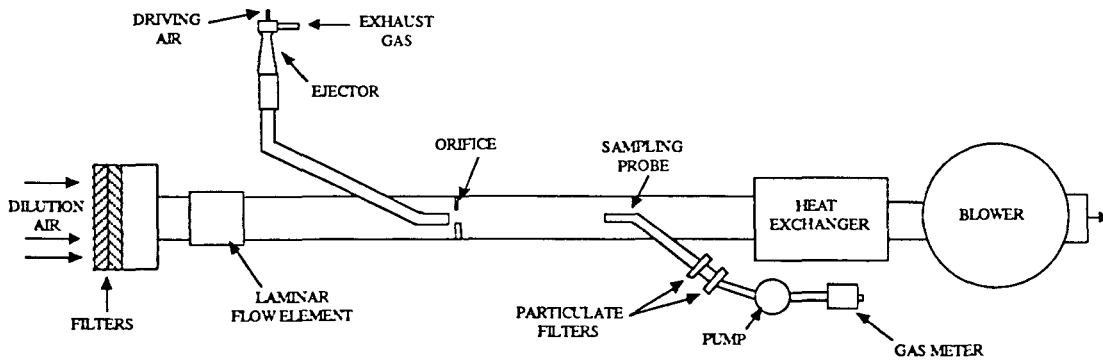 DRIVING
AIR
EXHAUST
GAS
EJECTOR
ORIFICE
SAMPLING
PROBE
DILUTION
AIR
HEAT
EXCHANGER
BLOWER
FILTERS
LAMINAR
FLOW ELEMENT
PARTICULATE
FILTERS
PUMP
GAS METER